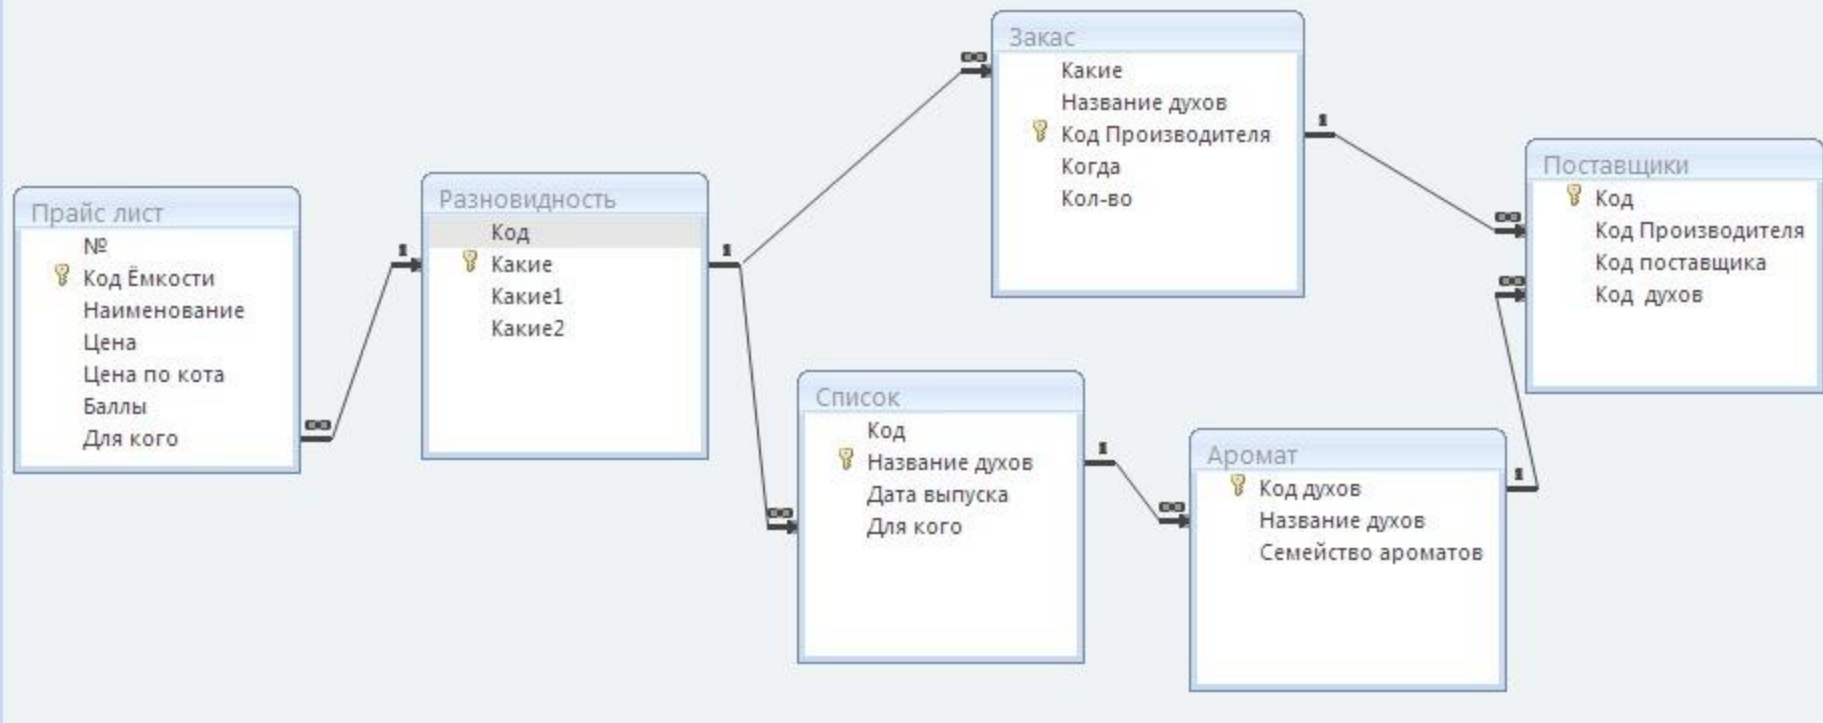 Прайс лист
№
Код Ёмкости
Наименование
Цена
Цена по кота
Баллы
Для кого
∞
1
Разновидность
Код
Какие
Какие1
Какие2
1
∞
∞
Закас
Какие
Название духов
Код Производителя
Когда
Кол-во
1
∞
Список
Код
Название духов
Дата выпуска
Для кого
1
∞
Аромат
Код духов
Название духов
Семейство ароматов
1
∞
Поставщики
Код
Код Производителя
Код поставщика
Код духов